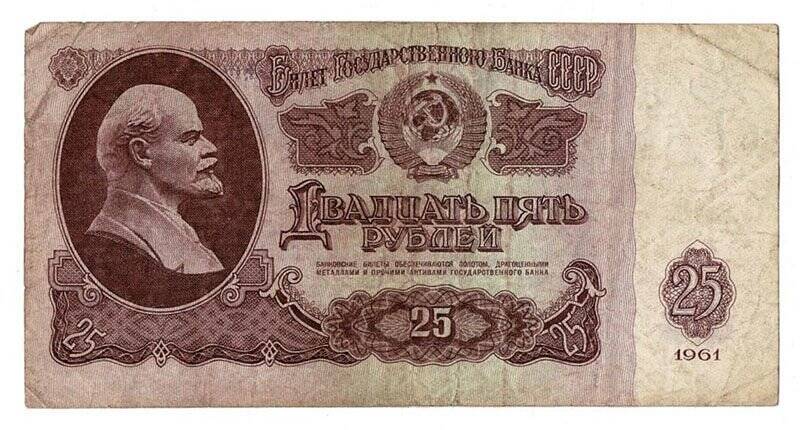 Билет Государственного Банка СССР
Двадцать пять
рублей
БАНКОВСКИЕ БИЛЕТЫ ОБЕСПЕЧИВАЮТСЯ ЗОЛОТОМ, ДРАГОЦЕННЫМИ
МЕТАЛЛАМИ И ПРОЧИМИ АКТИВАМИ ГОСУДАРСТВЕННОГО БАНКА
25
25
25
25
1961